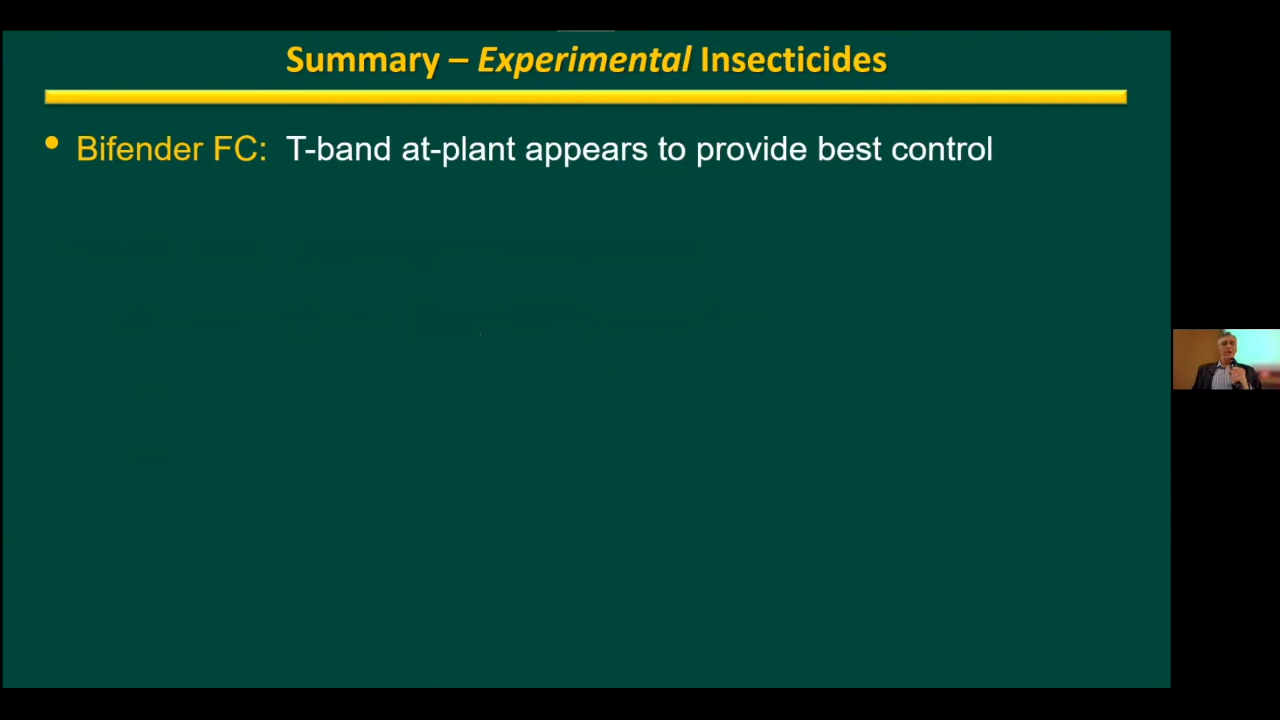 Summary – Experimental Insecticides
• Bifender FC: T-band at-plant appears to provide best control